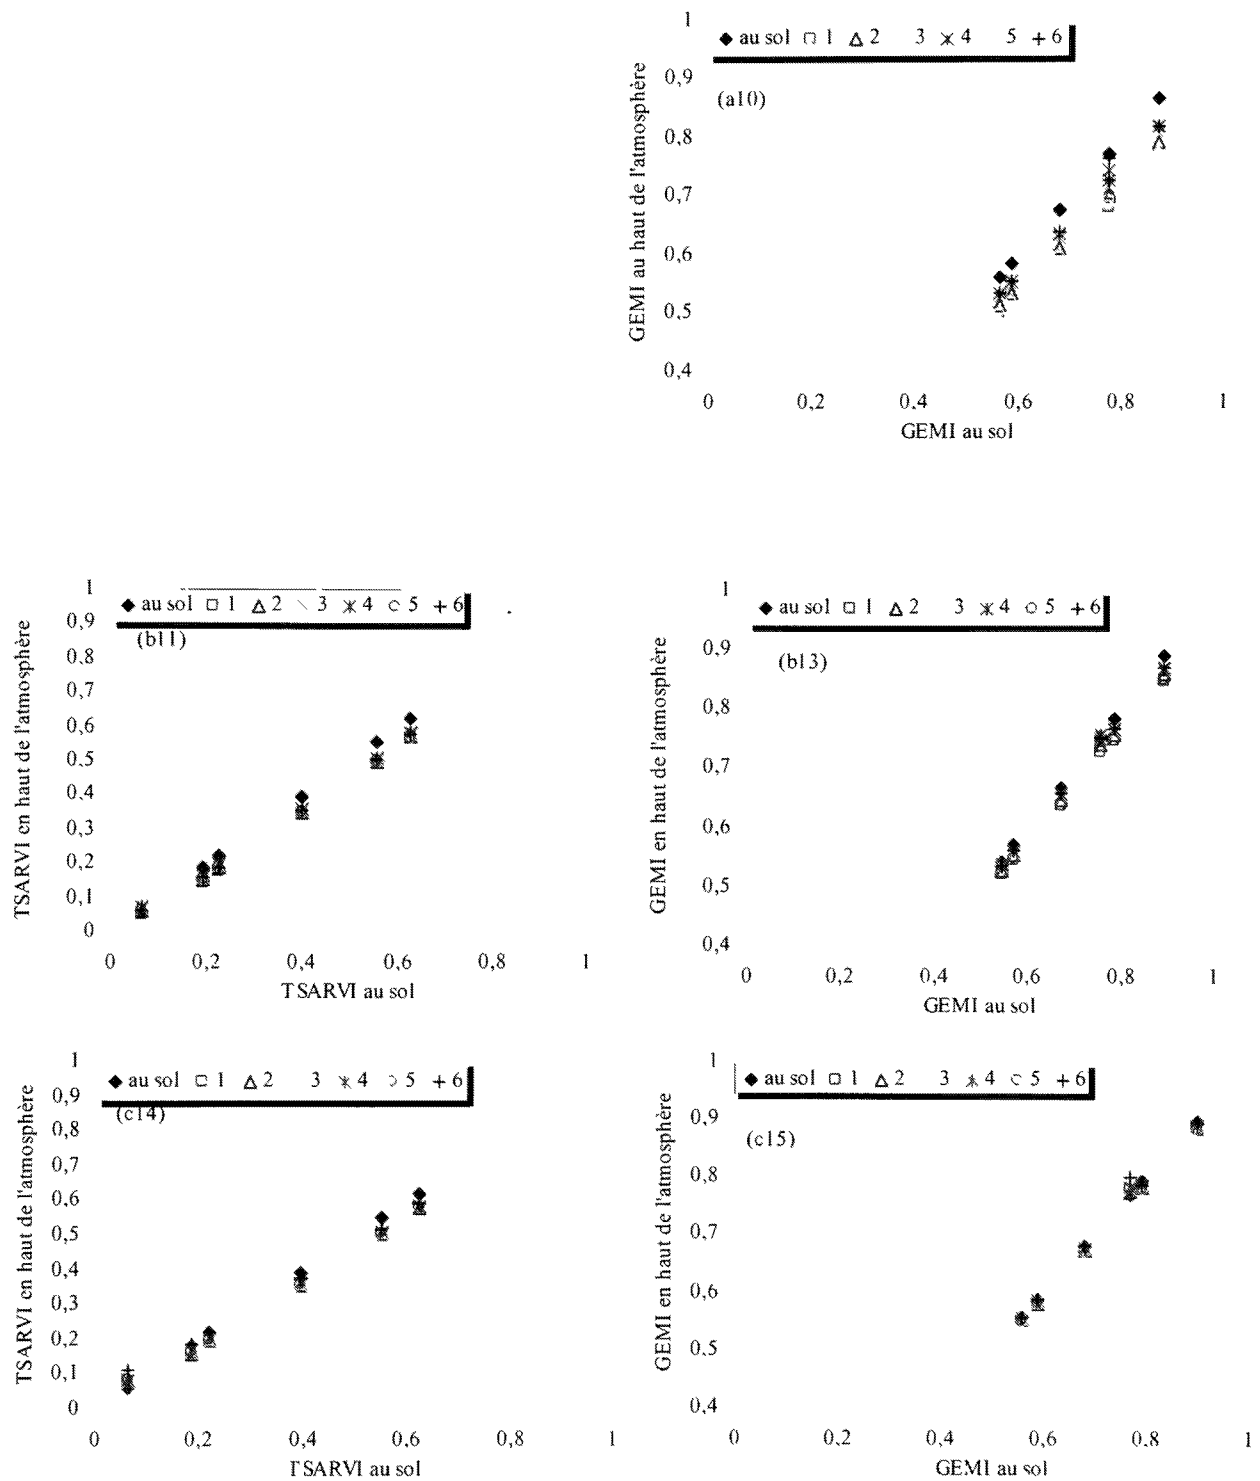 1
◆ au sol □ 1 △ 2 3 ✳ 4 5 + 6
0,9
(a10)
0,8
0,7
0,6
0,5
0,4
GEMI au haut de l'atmosphère
0 0,2 0,4 0,6 0,8 1
GEMI au sol
1
◆ au sol □ 1 △ 2 3 ✳ 4 ○ 5 + 6
0,9
(b11)
0,8
0,7
0,6
0,5
0,4
0,3
0,2
0,1
0
TSARVI en haut de l'atmosphère
0 0,2 0,4 0,6 0,8 1
TSARVI au sol
1
◆ au sol □ 1 △ 2 3 ✳ 4 ○ 5 + 6
0,9
(b13)
0,8
0,7
0,6
0,5
0,4
GEMI en haut de l'atmosphère
0 0,2 0,4 0,6 0,8 1
GEMI au sol
1
◆ au sol □ 1 △ 2 3 ✳ 4 ○ 5 + 6
0,9
(c14)
0,8
0,7
0,6
0,5
0,4
0,3
0,2
0,1
0
TSARVI en haut de l'atmosphère
0 0,2 0,4 0,6 0,8 1
TSARVI au sol
1
◆ au sol □ 1 △ 2 3 ✳ 4 ○ 5 + 6
0,9
(c15)
0,8
0,7
0,6
0,5
0,4
GEMI en haut de l'atmosphère
0 0,2 0,4 0,6 0,8 1
GEMI au sol